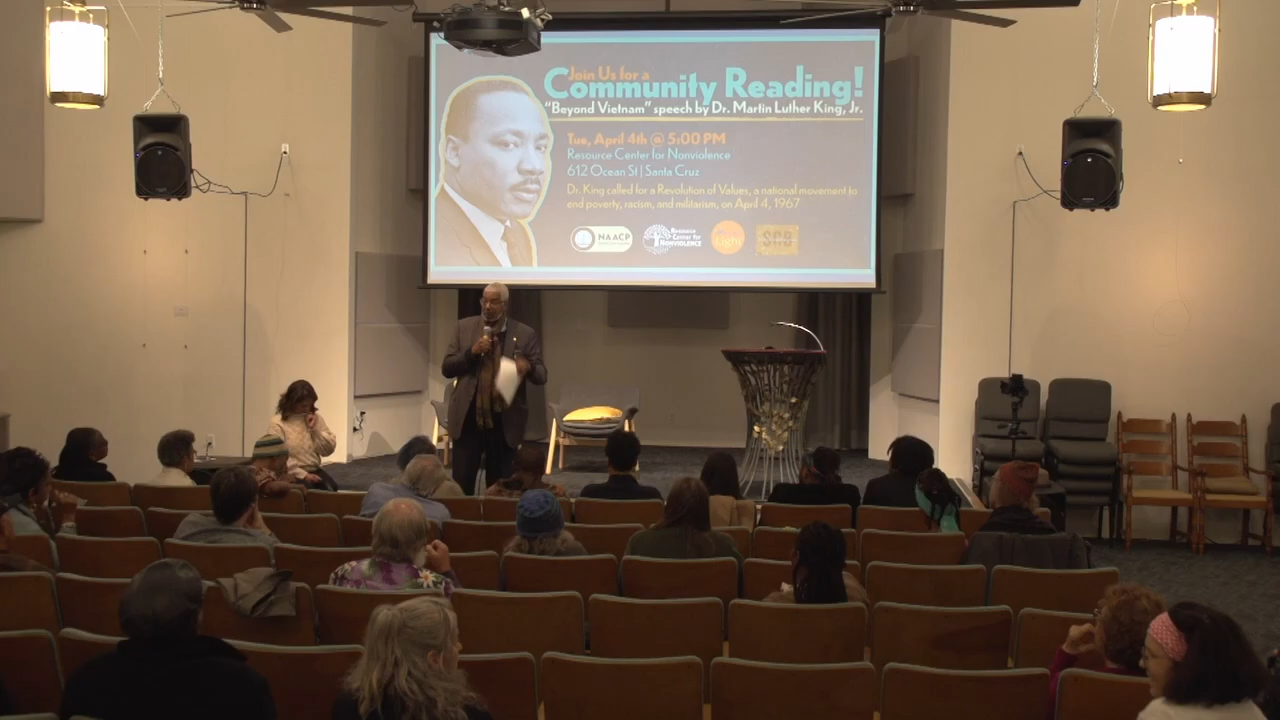 Join Us for a
Community Reading!
"Beyond Vietnam" speech by Dr. Martin Luther King, Jr.
Tue, April 4th @ 5:00 PM
Resource Center for Nonviolence
612 Ocean St | Santa Cruz
Dr. King called for a Revolution of Values, a national movement to
end poverty, racism, and militarism, on April 4, 1967
NAACP
Resource
Center for
Nonviolence
Light
SCB